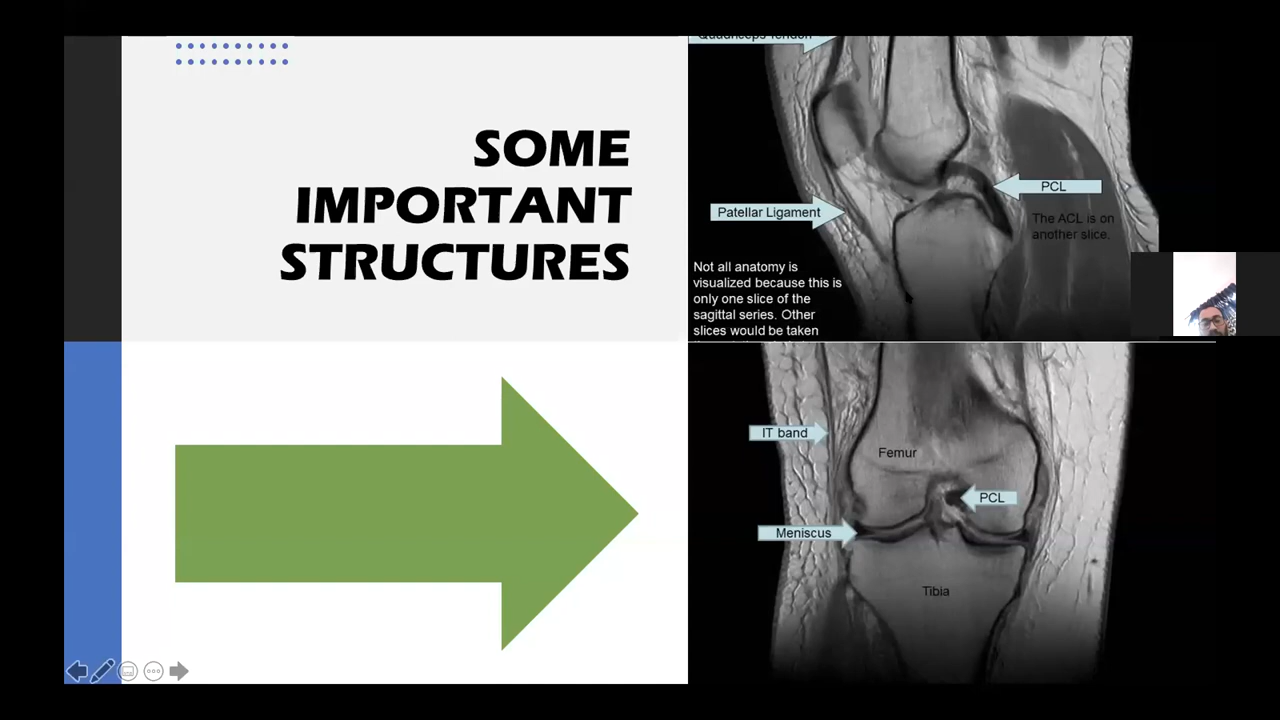 SOME
IMPORTANT
STRUCTURES
Quadriceps Tendon
PCL
Patellar Ligament
The ACL is on
another slice.
Not all anatomy is
visualized because this is
only one slice of the
sagittal series. Other
slices would be taken
IT band
Femur
PCL
Meniscus
Tibia